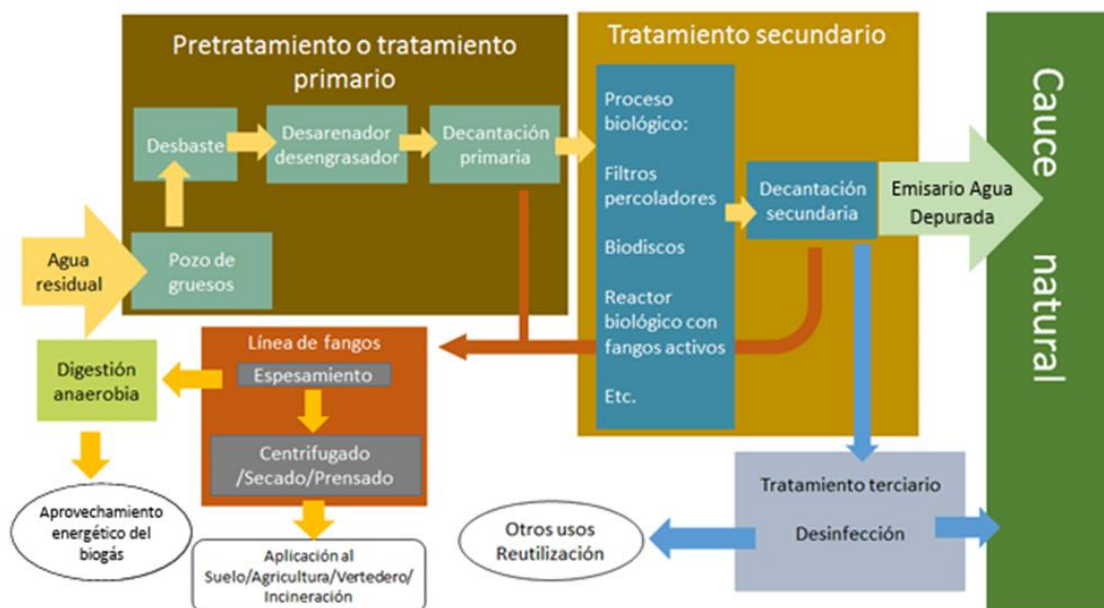 Pretratamiento o tratamiento
primario
Desbaste
Desarenador
desengrasador
Decantación
primaria
Agua
residual
Pozo de
gruesos
Tratamiento secundario
Proceso
biológico:
Filtros
percoladores
Biodiscos
Reactor
biológico con
fangos activos
Etc.
Decantación
secundaria
Emisario Agua
Depurada
Cauce natural
Línea de fangos
Espesamiento
Centrifugado
/Secado/Prensado
Digestión
anaerobia
Aprovechamiento
energético del
biogás
Aplicación al
Suelo/Agricultura/Vertedero/
Incineración
Tratamiento terciario
Desinfección
Otros usos
Reutilización